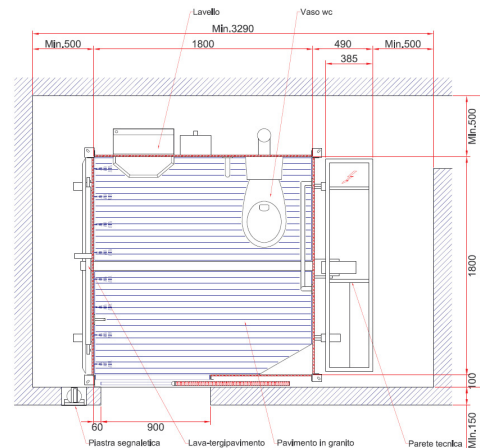 Lavello
Vaso wc
Min.3290
Min.500
1800
490
Min.500
385
Min.500
1800
100
Min.150
60
900
Piastra segnaletica
Lava-tergipavimento
Pavimento in granito
Parete tecnica